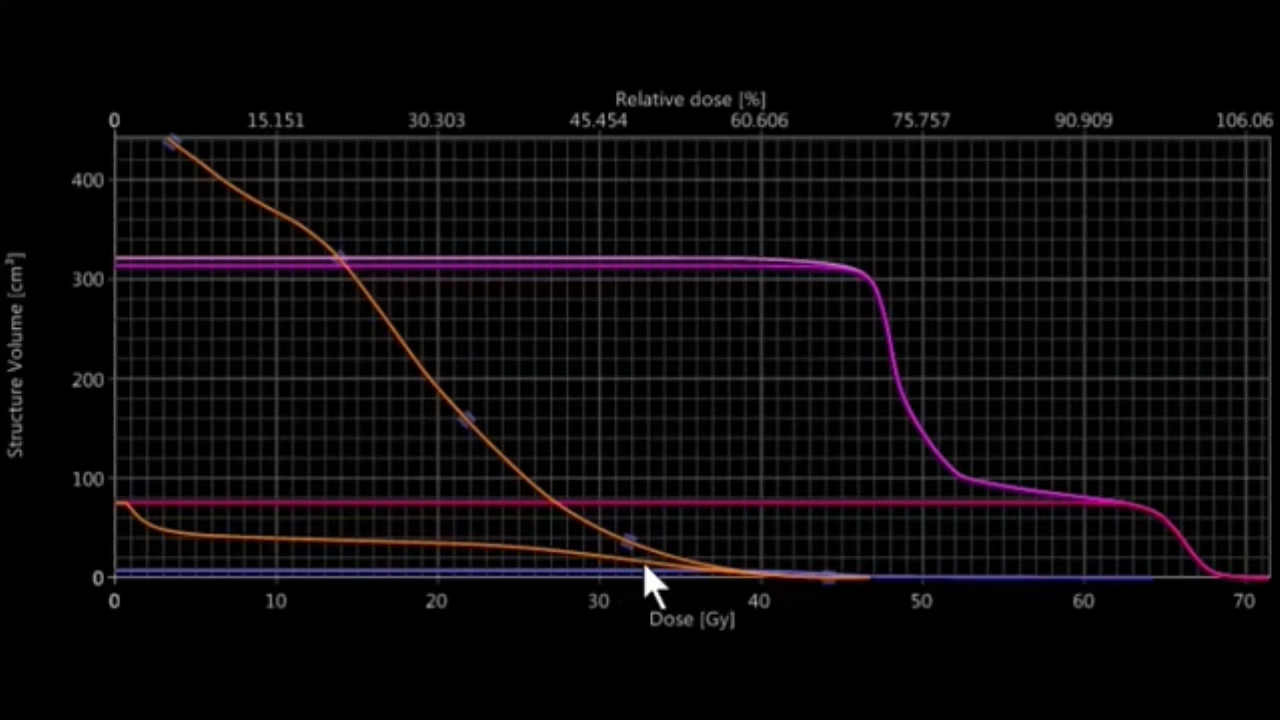 Relative dose [%]
0 15.151 30.303 45.454 60.606 75.757 90.909 106.06
Structure Volume [cm³]
400
300
200
100
0
0 10 20 30 40 50 60 70
Dose [Gy]